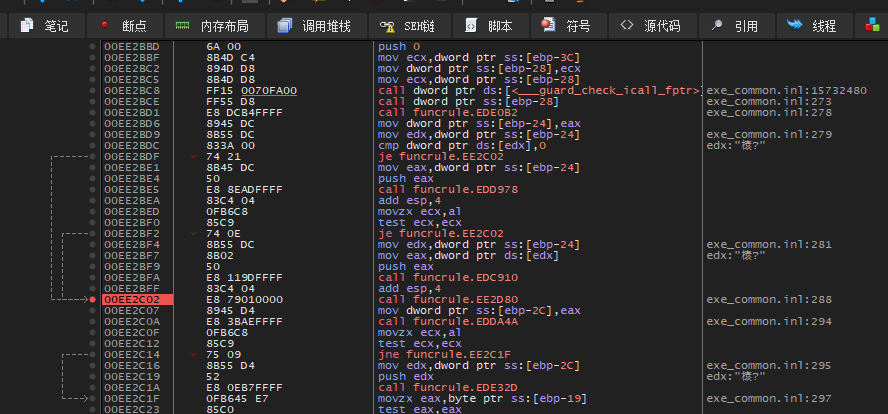 笔记 断点 内存布局 调用堆栈 SEH链 脚本 符号 源代码 引用 线程
00EE2BBD 6A 00 push 0
00EE2BBF 8B4D C4 mov ecx,dword ptr ss:[ebp-3C]
00EE2BC2 894D D8 mov dword ptr ss:[ebp-28],ecx
00EE2BC5 8B4D D8 mov ecx,dword ptr ss:[ebp-28]
00EE2BC8 FF15 0070FA00 call dword ptr ds:[<___guard_check_icall_fptr>] exe_common.inl:15732480
00EE2BCE FF55 D8 call dword ptr ss:[ebp-28] exe_common.inl:273
00EE2BD1 E8 DCB4FFFF call funcrule.EDE0B2 exe_common.inl:278
00EE2BD6 8945 DC mov dword ptr ss:[ebp-24],eax
00EE2BD9 8B55 DC mov edx,dword ptr ss:[ebp-24] exe_common.inl:279
00EE2BDC 833A 00 cmp dword ptr ds:[edx],0
00EE2BDF 74 21 je funcrule.EE2C02
00EE2BE1 8B45 DC mov eax,dword ptr ss:[ebp-24]
00EE2BE4 50 push eax
00EE2BE5 E8 8EADFFFF call funcrule.EDD978
00EE2BEA 83C4 04 add esp,4
00EE2BED 0FB6C8 movzx ecx,al
00EE2BF0 85C9 test ecx,ecx
00EE2BF2 74 0E je funcrule.EE2C02
00EE2BF4 8B55 DC mov edx,dword ptr ss:[ebp-24] exe_common.inl:281
00EE2BF7 8B02 mov eax,dword ptr ds:[edx]
00EE2BF9 50 push eax
00EE2BFA E8 119DFFFF call funcrule.EDC910
00EE2BFF 83C4 04 add esp,4
00EE2C02 E8 79010000 call funcrule.EE2D80 exe_common.inl:288
00EE2C07 8945 D4 mov dword ptr ss:[ebp-2C],eax
00EE2C0A E8 3BAEFFFF call funcrule.EDDA4A exe_common.inl:294
00EE2C0F 0FB6C8 movzx ecx,al
00EE2C12 85C9 test ecx,ecx
00EE2C14 75 09 jne funcrule.EE2C1F
00EE2C16 8B55 D4 mov edx,dword ptr ss:[ebp-2C] exe_common.inl:295
00EE2C19 52 push edx
00EE2C1A E8 0EB7FFFF call funcrule.EDE32D
00EE2C1F 0FB645 E7 movzx eax,byte ptr ss:[ebp-19] exe_common.inl:297
00EE2C23 85C0 test eax,eax